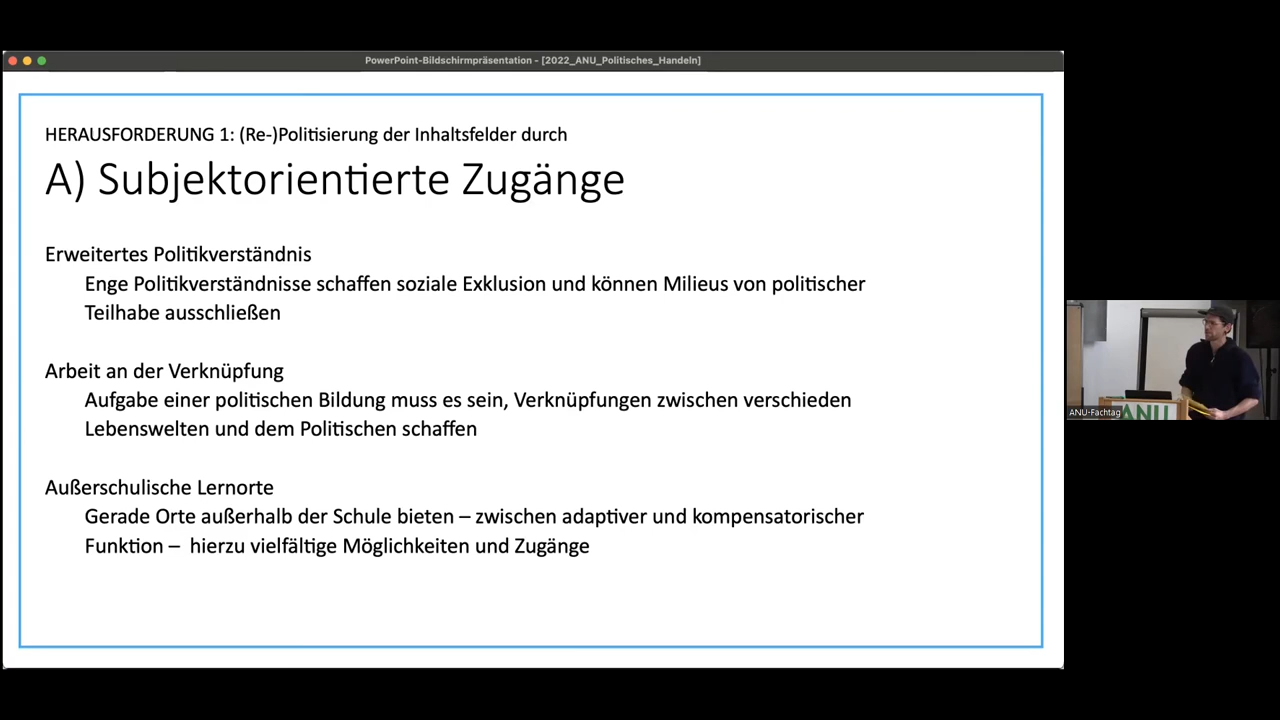 PowerPoint-Bildschirmpräsentation - [2022_ANU_Politisches_Handeln]
HERAUSFORDERUNG 1: (Re-)Politisierung der Inhaltsfelder durch
A) Subjektorientierte Zugänge
Erweitertes Politikverständnis
Enge Politikverständnisse schaffen soziale Exklusion und können Milieus von politischer
Teilhabe ausschließen
Arbeit an der Verknüpfung
Aufgabe einer politischen Bildung muss es sein, Verknüpfungen zwischen verschieden
Lebenswelten und dem Politischen schaffen
Außerschulische Lernorte
Gerade Orte außerhalb der Schule bieten – zwischen adaptiver und kompensatorischer
Funktion – hierzu vielfältige Möglichkeiten und Zugänge
ANU-Fachtag
ANU